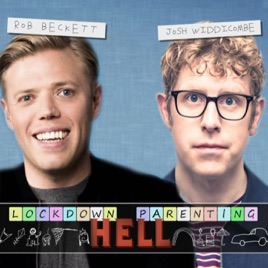 ROB BECKETT
JOSH WIDDICOMBE
LOCKDOWN PARENTING
HELL